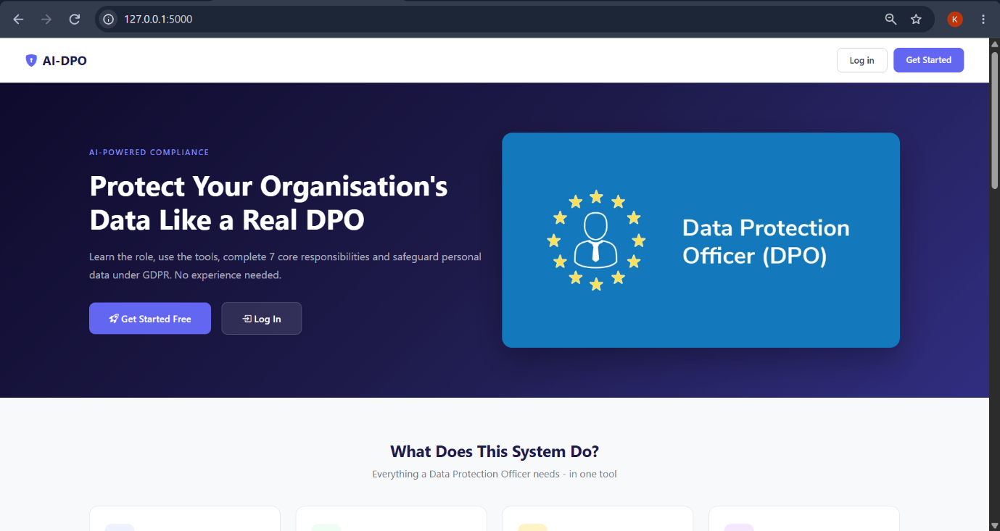 127.0.0.1:5000
K
AI-DPO
Log in
Get Started
AI-POWERED COMPLIANCE
Protect Your Organisation's
Data Like a Real DPO
Learn the role, use the tools, complete 7 core responsibilities and safeguard personal
data under GDPR. No experience needed.
Get Started Free
Log In
Data Protection
Officer (DPO)
What Does This System Do?
Everything a Data Protection Officer needs - in one tool